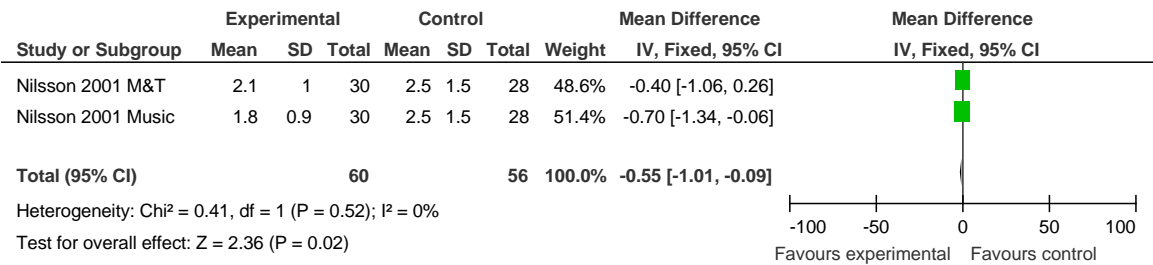 Experimental Control Mean Difference Mean Difference
Study or Subgroup Mean SD Total Mean SD Total Weight IV, Fixed, 95% CI IV, Fixed, 95% CI
Nilsson 2001 M&T 2.1 1 30 2.5 1.5 28 48.6% -0.40 [-1.06, 0.26]
Nilsson 2001 Music 1.8 0.9 30 2.5 1.5 28 51.4% -0.70 [-1.34, -0.06]
Total (95% CI) 60 56 100.0% -0.55 [-1.01, -0.09]
Heterogeneity: Chi² = 0.41, df = 1 (P = 0.52); I² = 0%
Test for overall effect: Z = 2.36 (P = 0.02)
-100 -50 0 50 100
Favours experimental Favours control